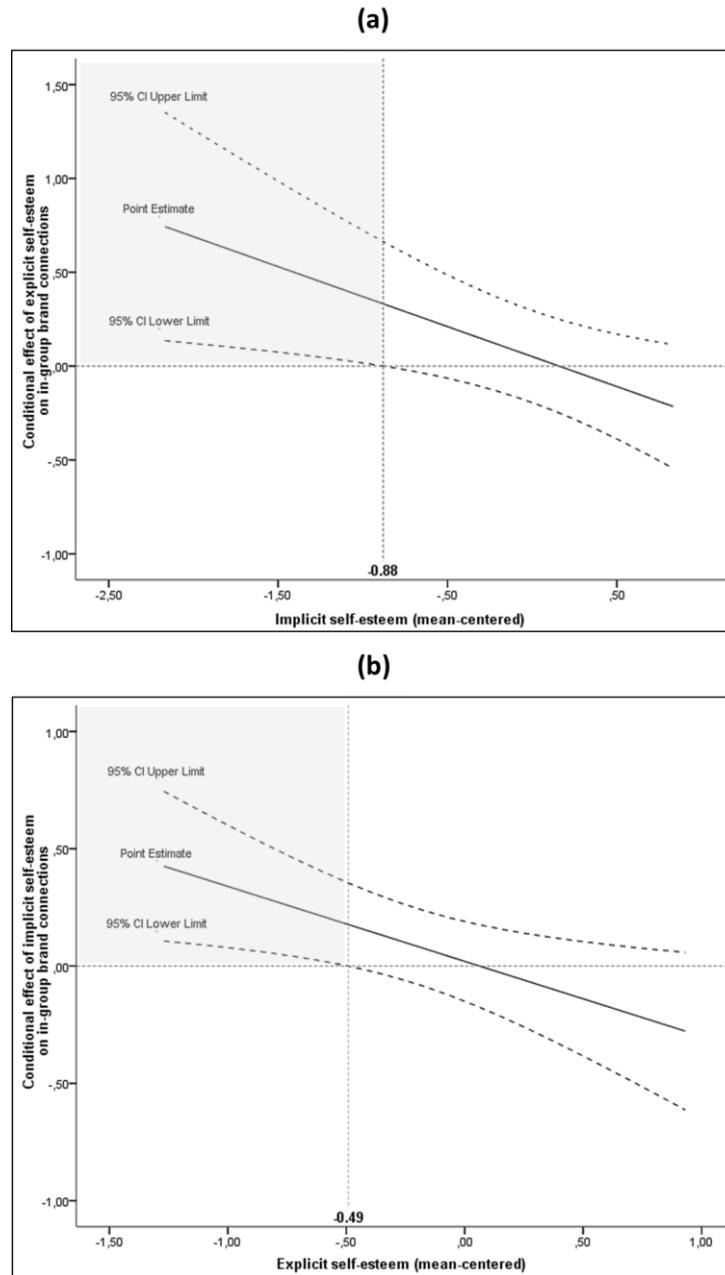 (a)
Conditional effect of explicit self-esteem
on in-group brand connections
1,50
1,00
,50
,00
-,50
-1,00
95% CI Upper Limit
Point Estimate
95% CI Lower Limit
-0.88
-2,50
-1,50
-,50
,50
Implicit self-esteem (mean-centered)
(b)
Conditional effect of implicit self-esteem
on in-group brand connections
1,00
,50
,00
-,50
-1,00
95% CI Upper Limit
Point Estimate
95% CI Lower Limit
-0.49
-1,50
-1,00
-,50
,00
,50
1,00
Explicit self-esteem (mean-centered)